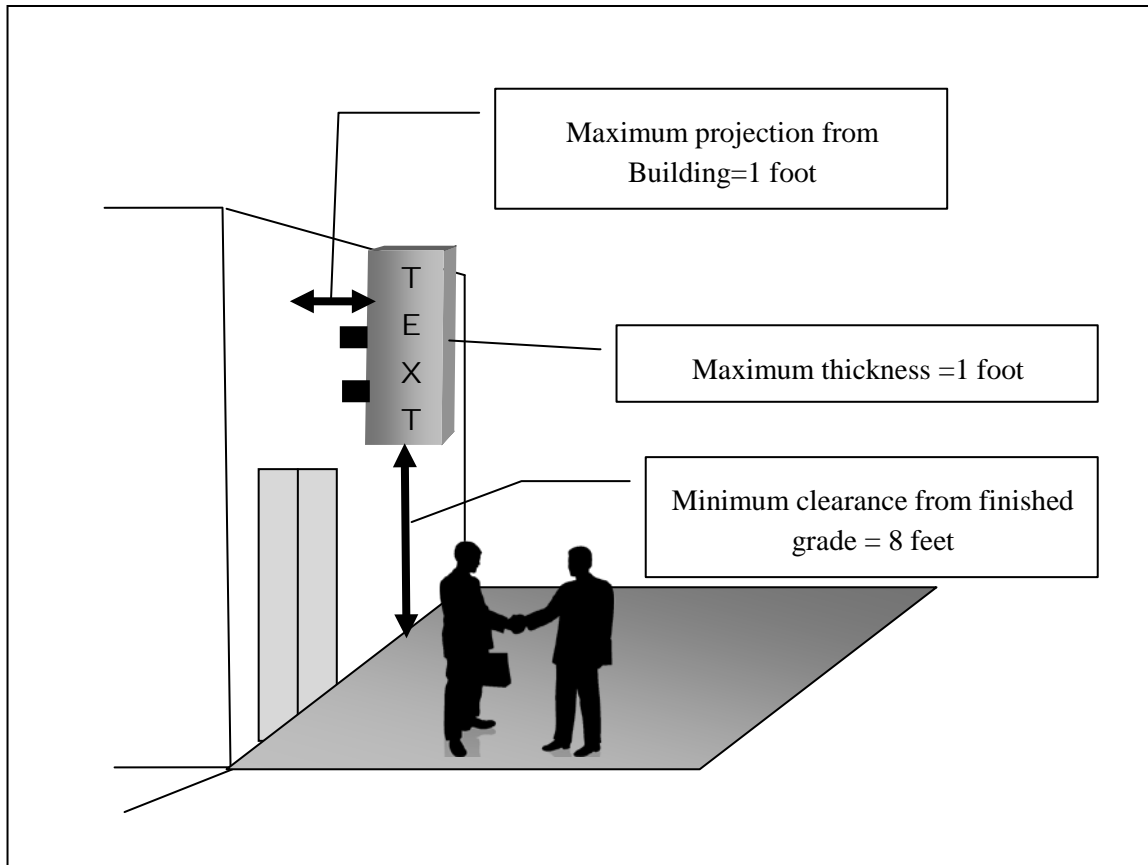 Maximum projection from
Building=1 foot
T
E
X
T
Maximum thickness =1 foot
Minimum clearance from finished
grade = 8 feet